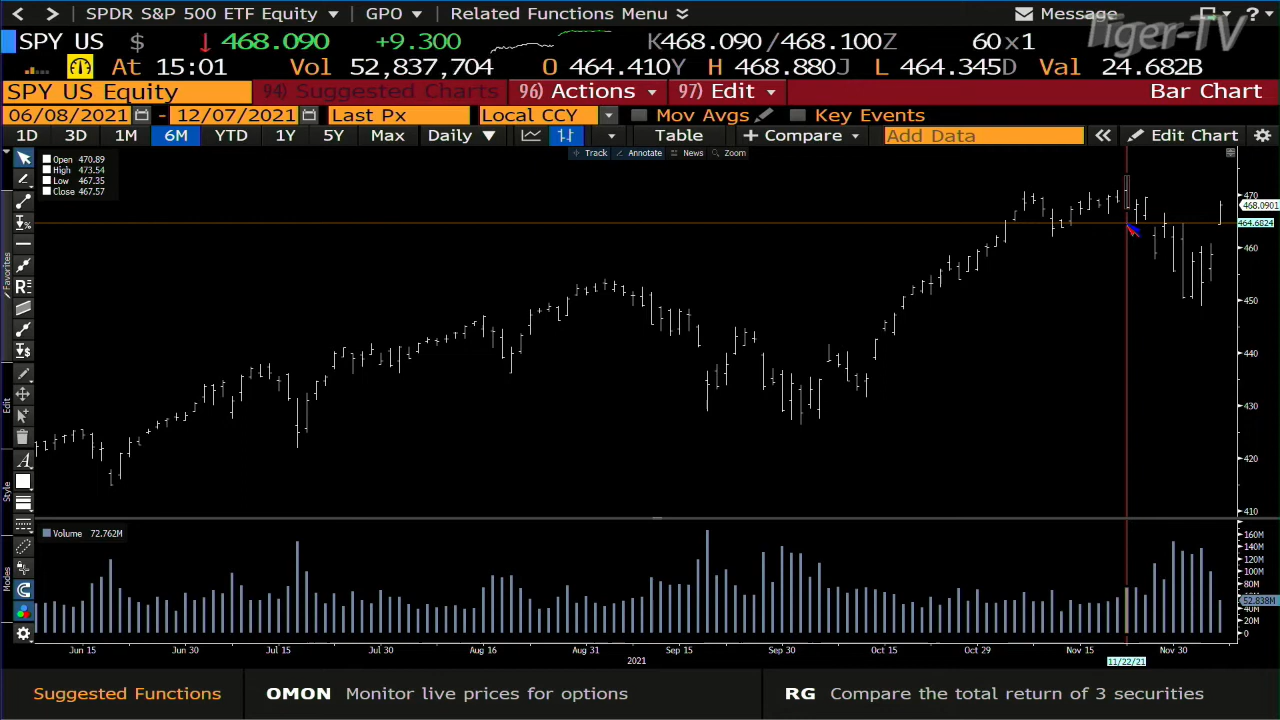 SPDR S&P 500 ETF Equity GPO Related Functions Menu Message ?
Tiger-TV
SPY US $ 468.090 +9.300 K468.090/468.100Z 60x1
At 15:01 Vol 52,837,704 O 464.410Y H 468.880J L 464.345D Val 24.682B
SPY US Equity 94) Suggested Charts 96) Actions 97) Edit Bar Chart
06/08/2021 - 12/07/2021 Last Px Local CCY Mov Avgs Key Events
1D 3D 1M 6M YTD 1Y 5Y Max Daily Table + Compare Add Data Edit Chart
Track Annotate News Zoom
Open 470.89
High 473.54
Low 467.35
Close 467.57
470
468.0901
464.6824
460
450
440
430
420
410
Favorites
Edit
Style
Modes
Volume 72.762M
160M
140M
120M
100M
80M
52.838M
40M
20M
0
Jun 15 Jun 30 Jul 15 Jul 30 Aug 16 Aug 31 Sep 15 Sep 30 Oct 15 Oct 29 Nov 15 Nov 30
2021 11/22/21
Suggested Functions OMON Monitor live prices for options RG Compare the total return of 3 securities